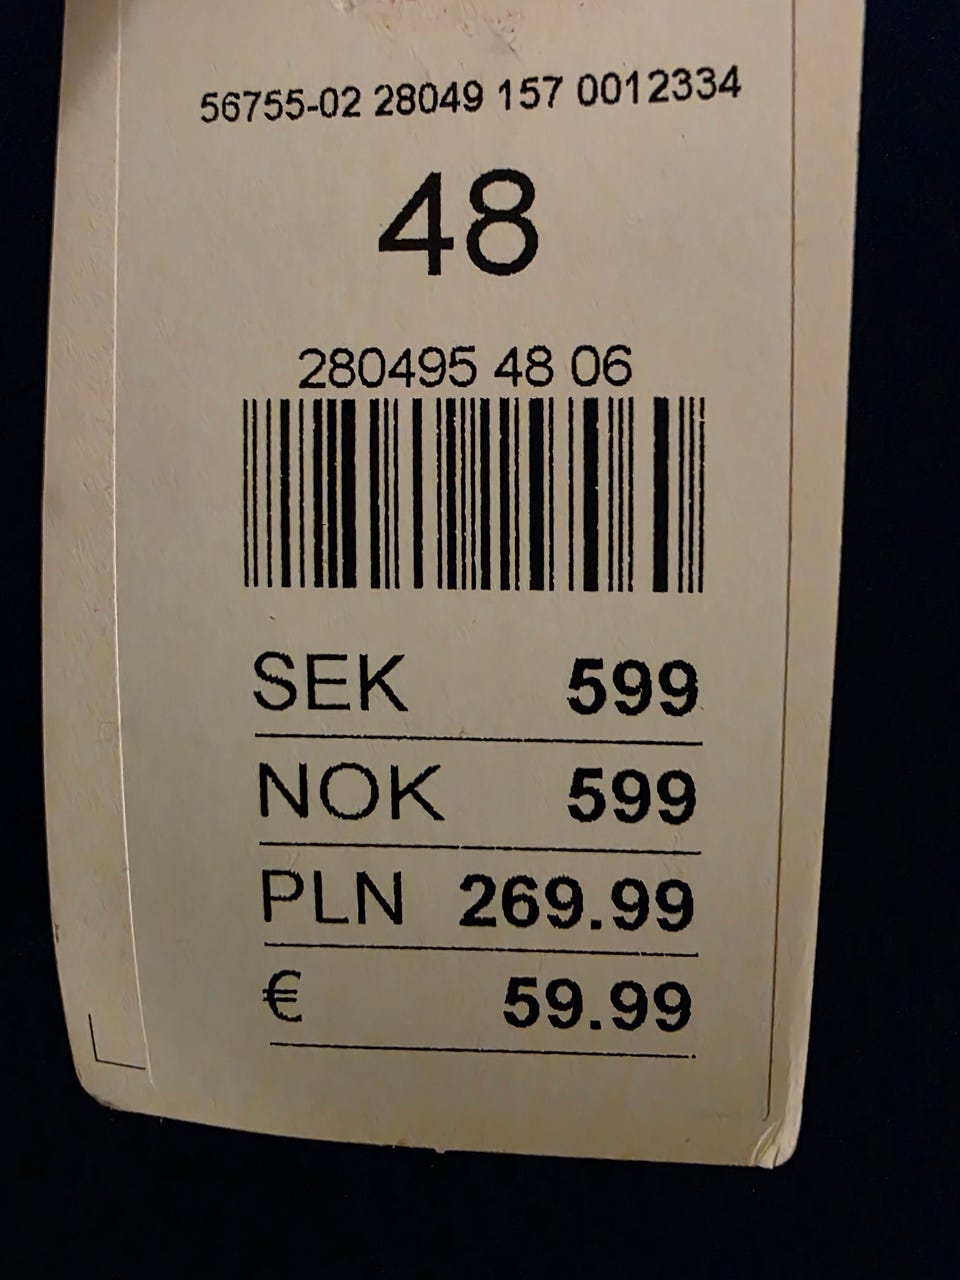 56755-02 28049 157 0012334
48
280495 48 06
SEK 599
NOK 599
PLN 269.99
€ 59.99